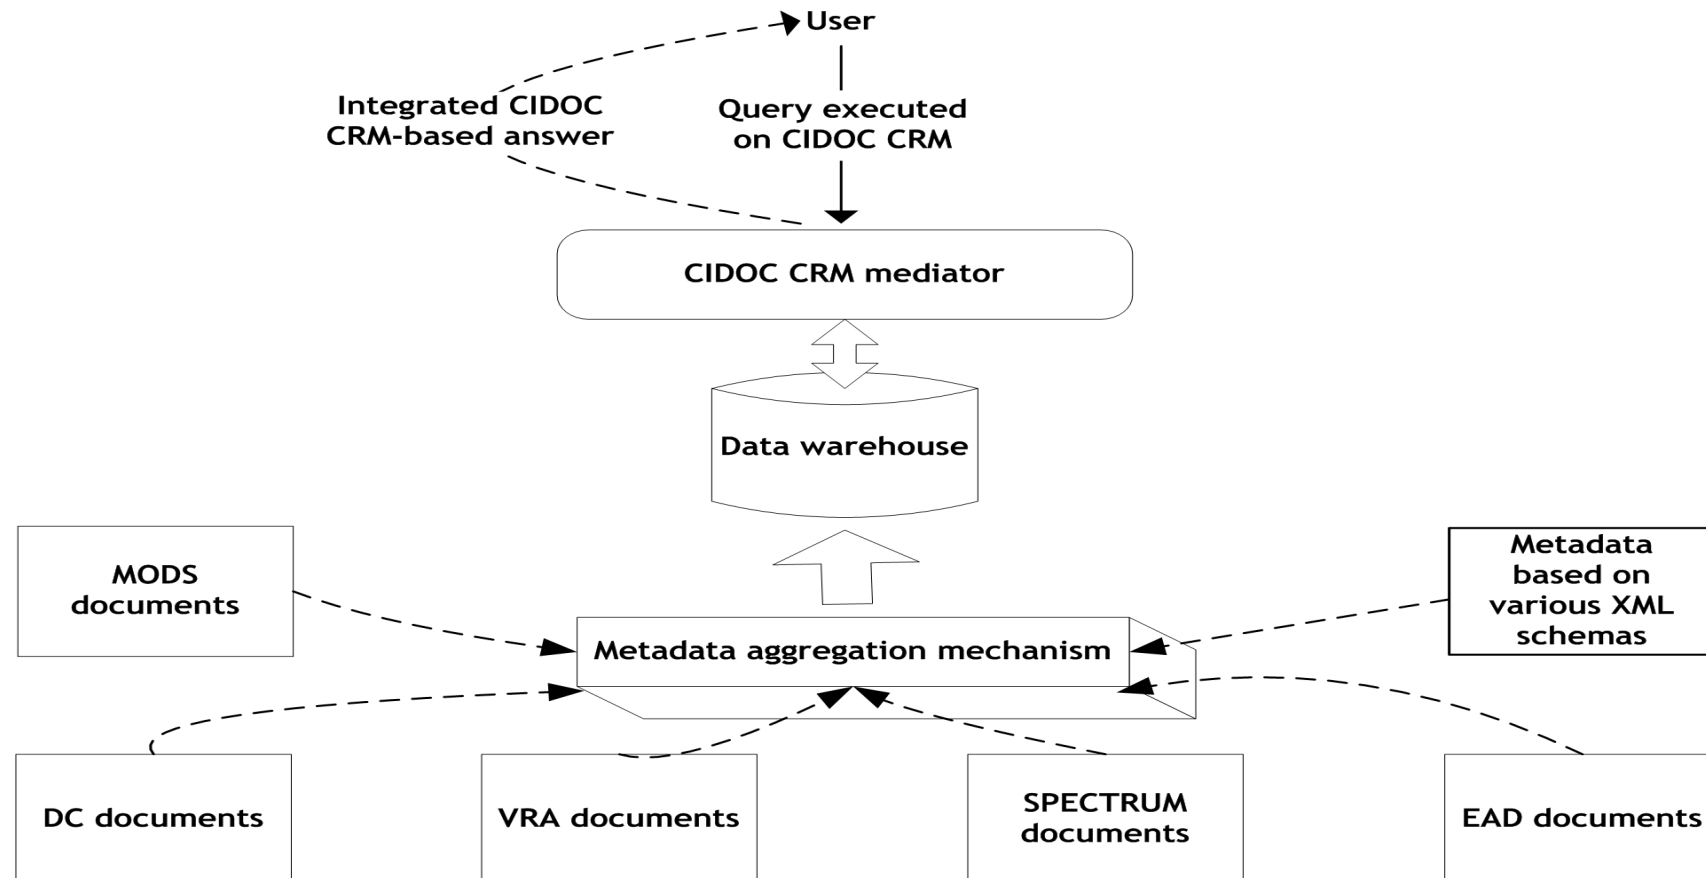 User
Integrated CIDOC
CRM-based answer
Query executed
on CIDOC CRM
CIDOC CRM mediator
Data warehouse
MODS
documents
Metadata
based on
various XML
schemas
Metadata aggregation mechanism
DC documents
VRA documents
SPECTRUM
documents
EAD documents